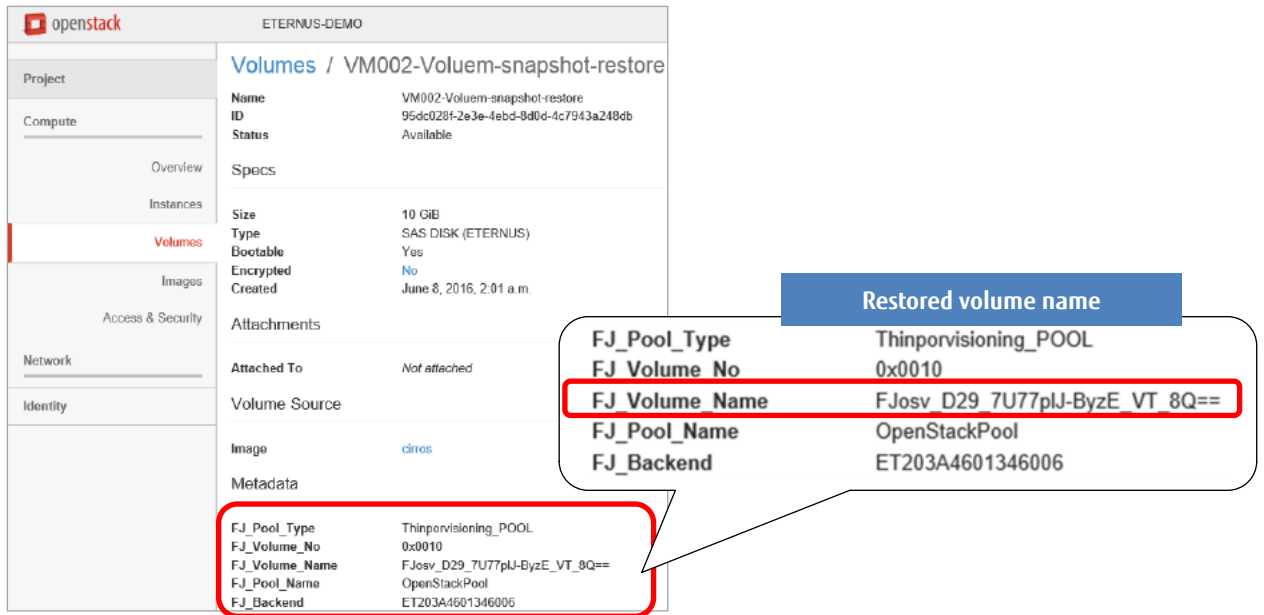 openstack ETERNUS-DEMO
Project
Compute
Overview
Instances
Volumes
Images
Access & Security
Network
Identity
Volumes / VM002-Voluem-snapshot-restore
Name VM002-Voluem-snapshot-restore
ID 95dc028f-2e3e-4ebd-8d0d-4c7943a248db
Status Available
Specs
Size 10 GiB
Type SAS DISK (ETERNUS)
Bootable Yes
Encrypted No
Created June 8, 2016, 2:01 a.m.
Attachments
Attached To Not attached
Volume Source
Image cirros
Metadata
FJ_Pool_Type Thinporvisioning_POOL
FJ_Volume_No 0x0010
FJ_Volume_Name FJosv_D29_7U77plJ-ByzE_VT_8Q==
FJ_Pool_Name OpenStackPool
FJ_Backend ET203A4601346006
Restored volume name
FJ_Pool_Type Thinporvisioning_POOL
FJ_Volume_No 0x0010
FJ_Volume_Name FJosv_D29_7U77plJ-ByzE_VT_8Q==
FJ_Pool_Name OpenStackPool
FJ_Backend ET203A4601346006